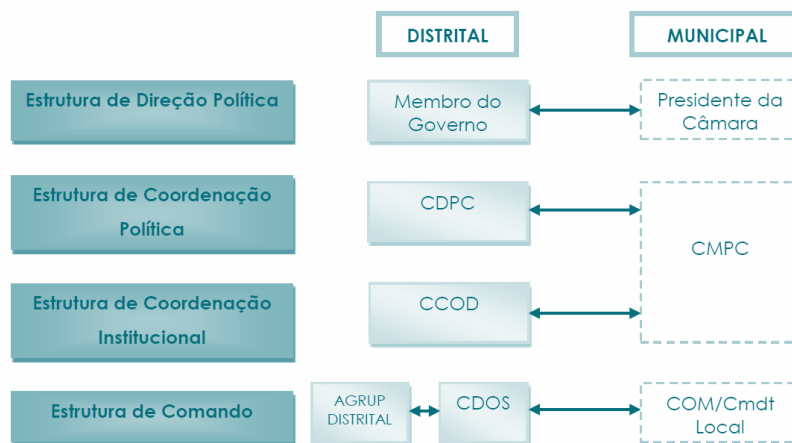 DISTRITAL
MUNICIPAL
Estrutura de Direção Política
Membro do
Governo
Presidente da
Câmara
Estrutura de Coordenação
Política
CDPC
CMPC
Estrutura de Coordenação
Institucional
CCOD
Estrutura de Comando
AGRUP
DISTRITAL
CDOS
COM/Cmdt
Local